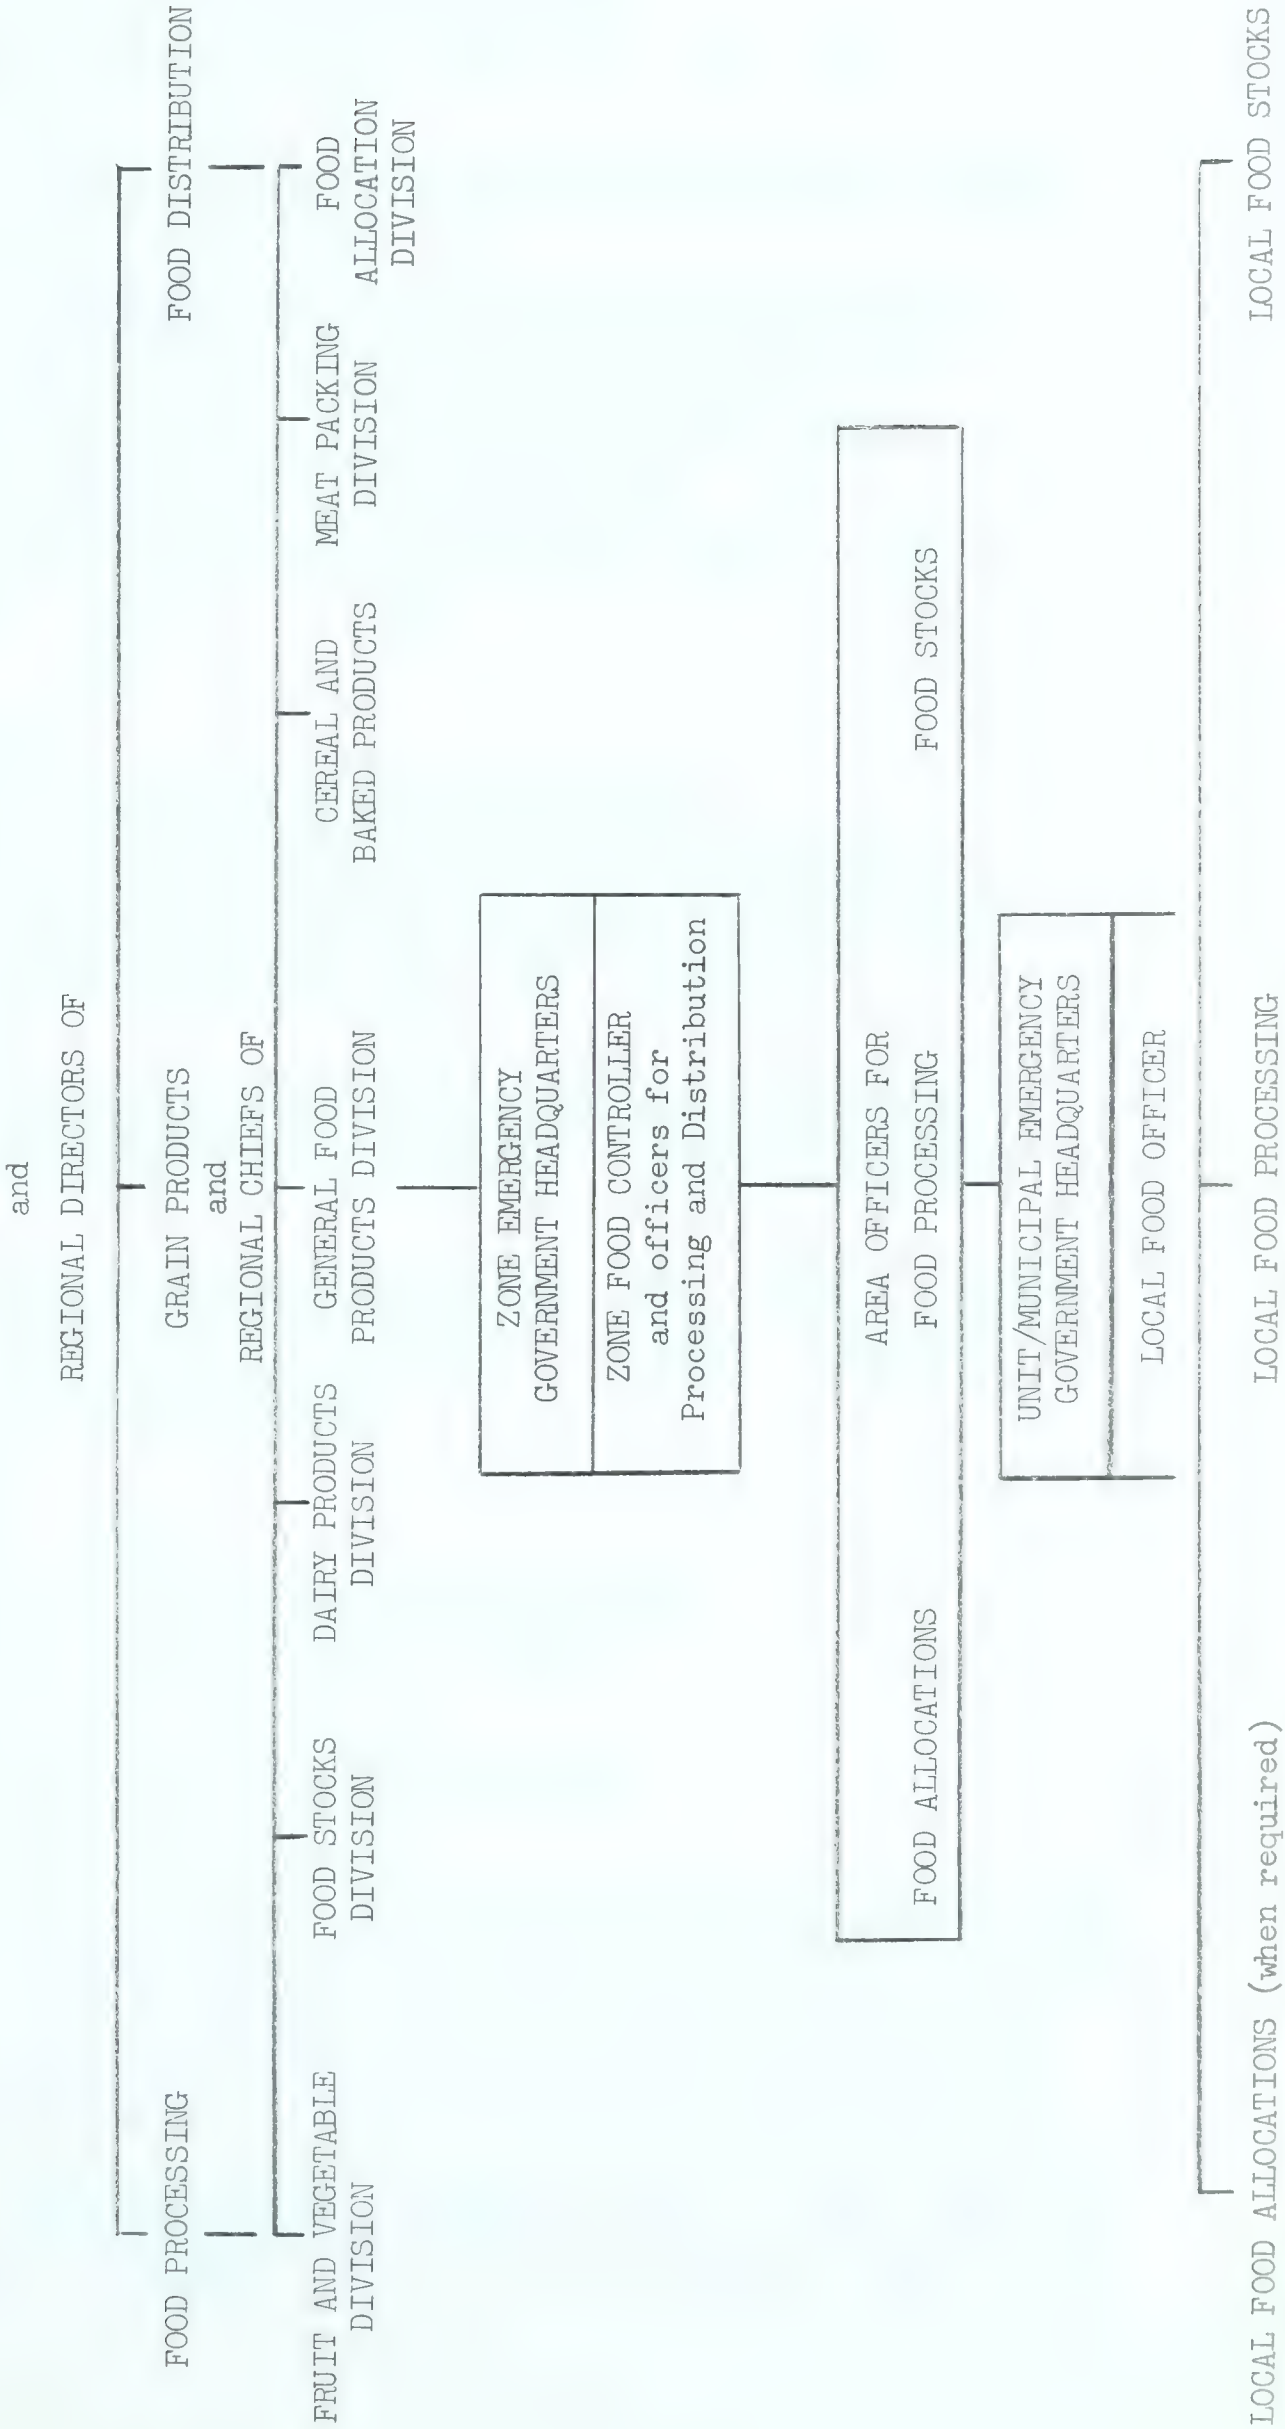 and
REGIONAL DIRECTORS OF
FOOD PROCESSING
GRAIN PRODUCTS
FOOD DISTRIBUTION
and
REGIONAL CHIEFS OF
FRUIT AND VEGETABLE
DIVISION
FOOD STOCKS
DIVISION
DAIRY PRODUCTS
DIVISION
GENERAL FOOD
PRODUCTS DIVISION
CEREAL AND
BAKED PRODUCTS
MEAT PACKING
DIVISION
FOOD
ALLOCATION
DIVISION
ZONE EMERGENCY
GOVERNMENT HEADQUARTERS
ZONE FOOD CONTROLLER
and officers for
Processing and Distribution
AREA OFFICERS FOR
FOOD ALLOCATIONS
FOOD PROCESSING
FOOD STOCKS
UNIT/MUNICIPAL EMERGENCY
GOVERNMENT HEADQUARTERS
LOCAL FOOD OFFICER
LOCAL FOOD ALLOCATIONS (when required)
LOCAL FOOD PROCESSING
LOCAL FOOD STOCKS